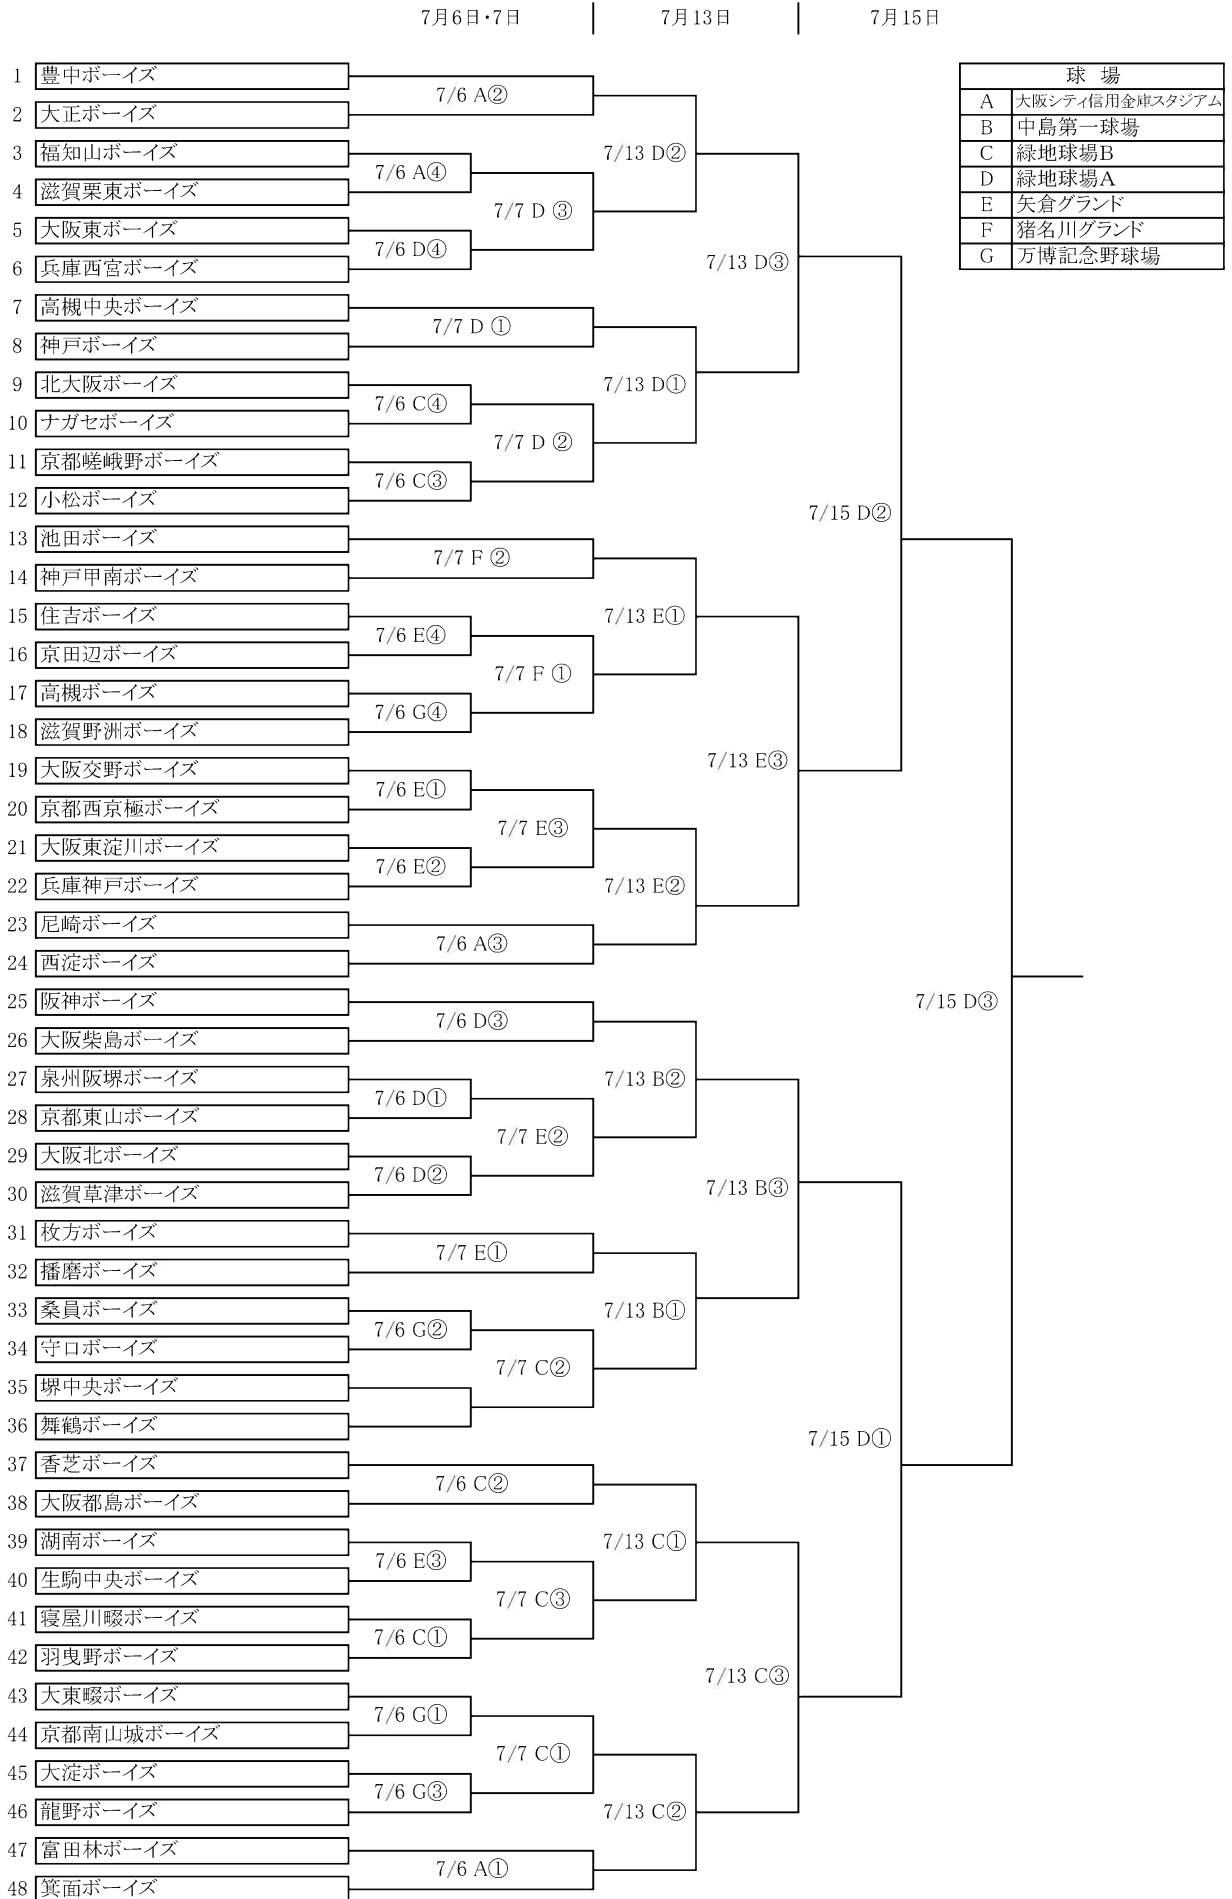 7月6日・7日 7月13日 7月15日
球 場
A 大阪シティ信用金庫スタジアム
B 中島第一球場
C 緑地球場B
D 緑地球場A
E 矢倉グランド
F 猪名川グランド
G 万博記念野球場
1 豊中ボーイズ
7/6 A②
2 大正ボーイズ
3 福知山ボーイズ
7/13 D②
7/6 A④
4 滋賀栗東ボーイズ
7/7 D ③
5 大阪東ボーイズ
7/6 D④
6 兵庫西宮ボーイズ
7/13 D③
7 高槻中央ボーイズ
7/7 D ①
8 神戸ボーイズ
9 北大阪ボーイズ
7/13 D①
7/6 C④
10 ナガセボーイズ
7/7 D ②
11 京都嵯峨野ボーイズ
7/6 C③
12 小松ボーイズ
7/15 D②
13 池田ボーイズ
7/7 F ②
14 神戸甲南ボーイズ
15 住吉ボーイズ
7/13 E①
7/6 E④
16 京田辺ボーイズ
7/7 F ①
17 高槻ボーイズ
7/6 G④
18 滋賀野洲ボーイズ
7/13 E③
19 大阪交野ボーイズ
7/6 E①
20 京都西京極ボーイズ
7/7 E③
21 大阪東淀川ボーイズ
7/6 E②
22 兵庫神戸ボーイズ
7/13 E②
23 尼崎ボーイズ
7/6 A③
24 西淀ボーイズ
7/15 D③
25 阪神ボーイズ
7/6 D③
26 大阪柴島ボーイズ
27 泉州阪堺ボーイズ
7/13 B②
7/6 D①
28 京都東山ボーイズ
7/7 E②
29 大阪北ボーイズ
7/6 D②
30 滋賀草津ボーイズ
7/13 B③
31 枚方ボーイズ
7/7 E①
32 播磨ボーイズ
33 桑員ボーイズ
7/13 B①
7/6 G②
34 守口ボーイズ
7/7 C②
35 堺中央ボーイズ
36 舞鶴ボーイズ
7/15 D①
37 香芝ボーイズ
7/6 C②
38 大阪都島ボーイズ
39 湖南ボーイズ
7/13 C①
7/6 E③
40 生駒中央ボーイズ
7/7 C③
41 寝屋川畷ボーイズ
7/6 C①
42 羽曳野ボーイズ
7/13 C③
43 大東畷ボーイズ
7/6 G①
44 京都南山城ボーイズ
7/7 C①
45 大淀ボーイズ
7/6 G③
46 龍野ボーイズ
7/13 C②
47 富田林ボーイズ
7/6 A①
48 箕面ボーイズ